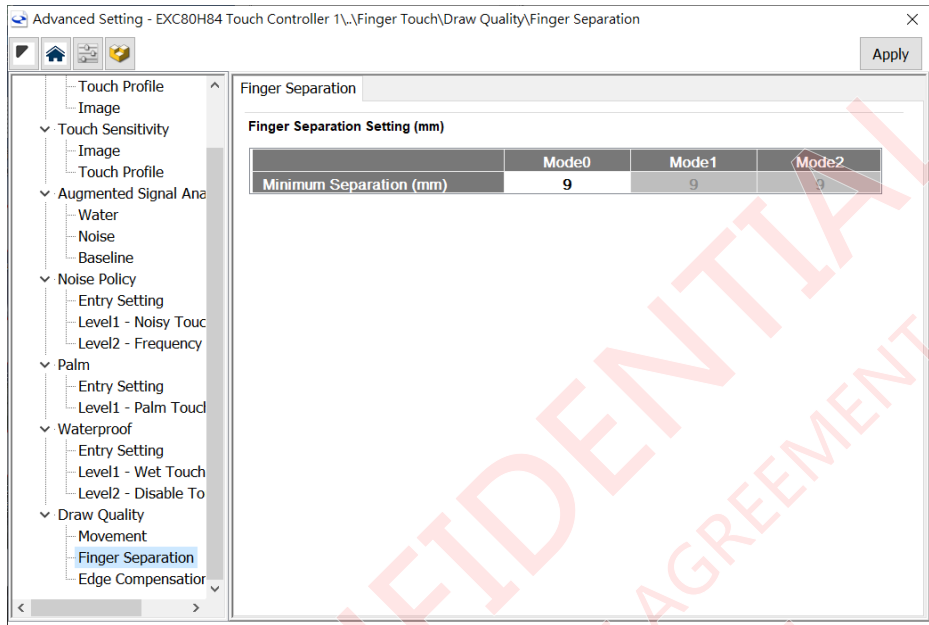 Advanced Setting - EXC80H84 Touch Controller 1\..\Finger Touch\Draw Quality\Finger Separation
Apply
Touch Profile
Image
Touch Sensitivity
Image
Touch Profile
Augmented Signal Ana
Water
Noise
Baseline
Noise Policy
Entry Setting
Level1 - Noisy Touc
Level2 - Frequency
Palm
Entry Setting
Level1 - Palm Toucl
Waterproof
Entry Setting
Level1 - Wet Touch
Level2 - Disable To
Draw Quality
Movement
Finger Separation
Edge Compensation
Finger Separation
Finger Separation Setting (mm)
Mode0 Mode1 Mode2
Minimum Separation (mm) 9 9 9
FIDENTIAL
AGREEMENT